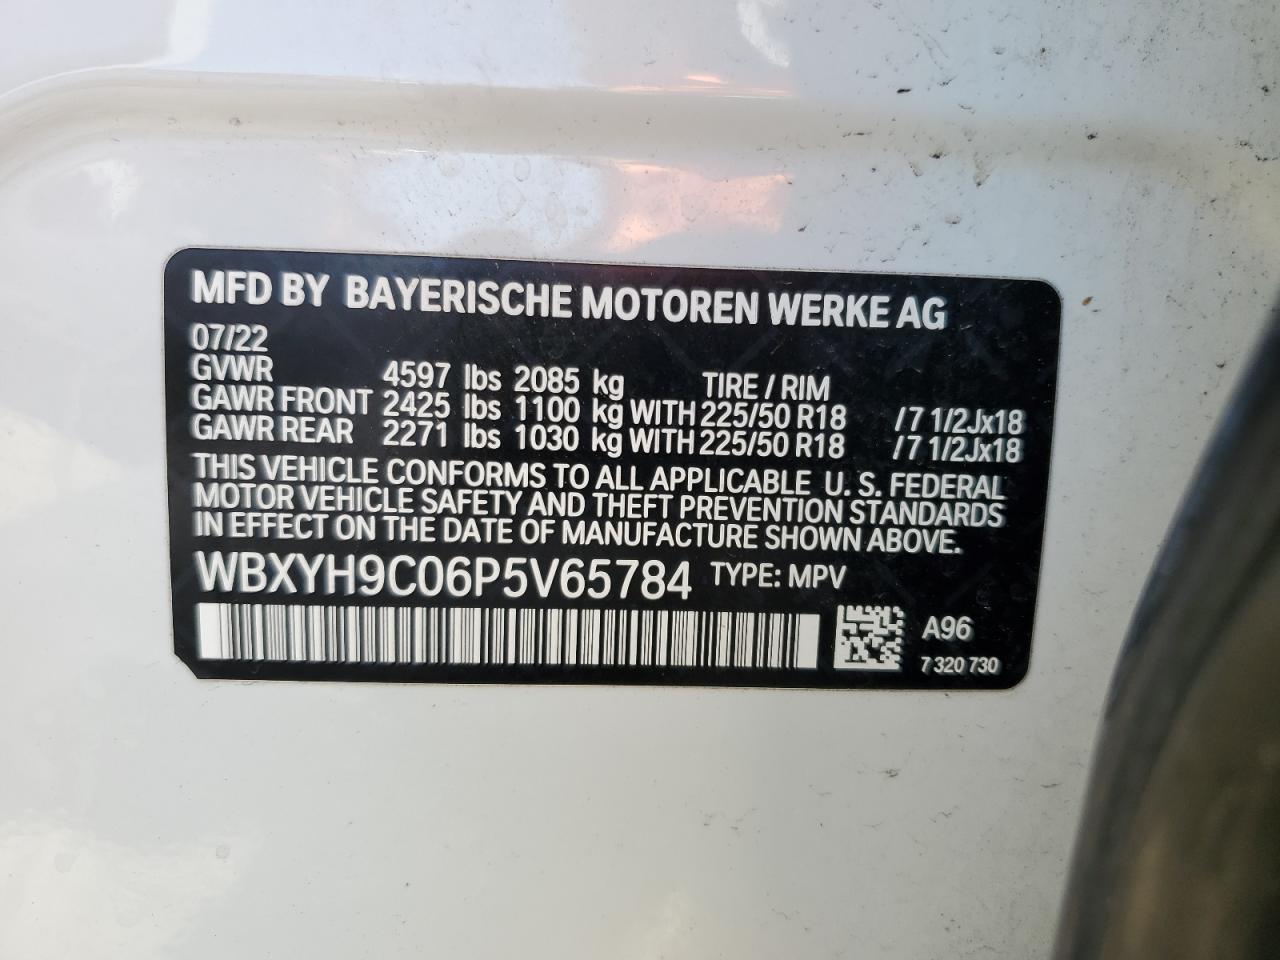 MFD BY BAYERISCHE MOTOREN WERKE AG
07/22
GVWR 4597 lbs 2085 kg TIRE / RIM
GAWR FRONT 2425 lbs 1100 kg WITH 225/50 R18 /7 1/2Jx18
GAWR REAR 2271 lbs 1030 kg WITH 225/50 R18 /7 1/2Jx18
THIS VEHICLE CONFORMS TO ALL APPLICABLE U. S. FEDERAL
MOTOR VEHICLE SAFETY AND THEFT PREVENTION STANDARDS
IN EFFECT ON THE DATE OF MANUFACTURE SHOWN ABOVE.
WBXYH9C06P5V65784 TYPE: MPV
A96
7 320 730